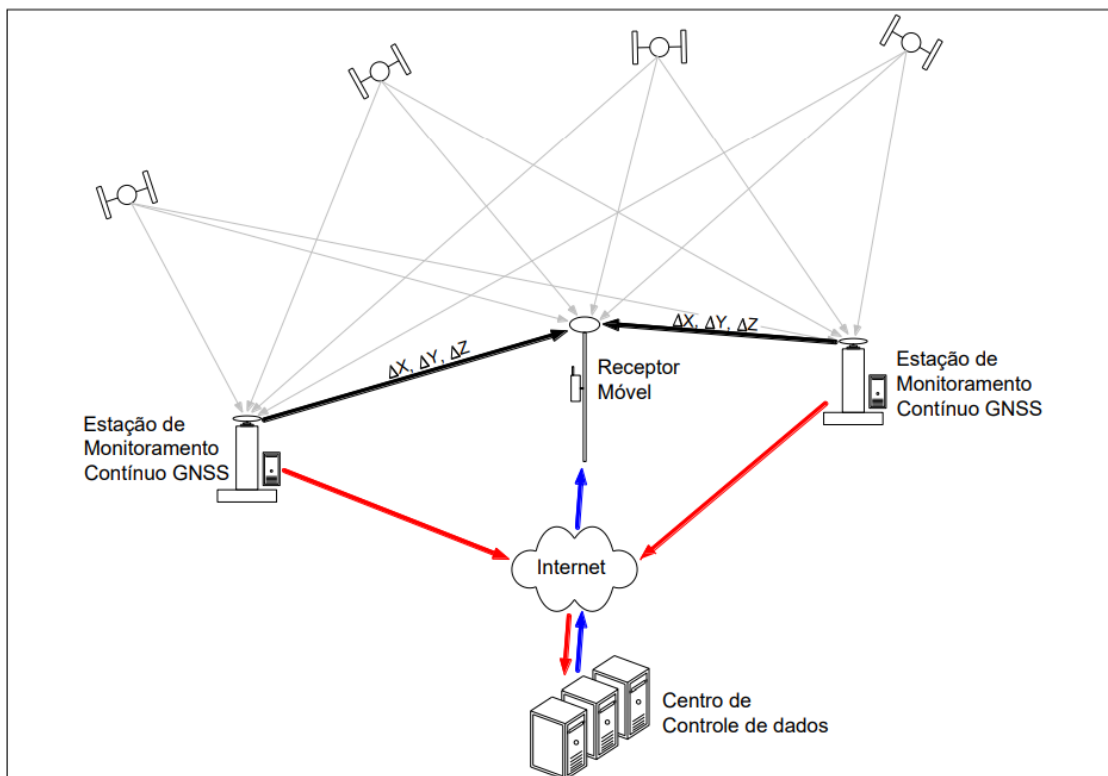 ΔX, ΔY, ΔZ
ΔX, ΔY, ΔZ
Receptor
Móvel
Estação de
Monitoramento
Contínuo GNSS
Estação de
Monitoramento
Contínuo GNSS
Internet
Centro de
Controle de dados